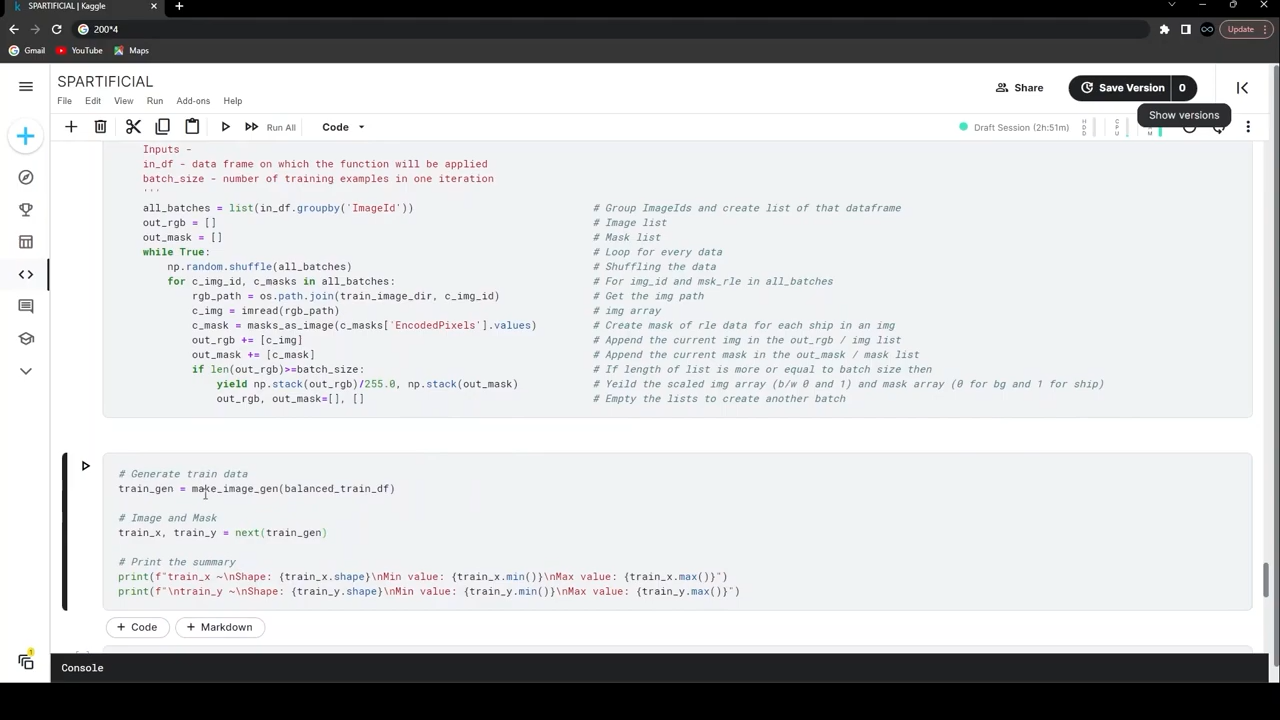 SPARTIFICIAL | Kaggle
200*4
Update
Gmail YouTube Maps
SPARTIFICIAL
File Edit View Run Add-ons Help
Share
Save Version 0
Show versions
Run All
Code
Draft Session (2h:51m)
Inputs -
in_df - data frame on which the function will be applied
batch_size - number of training examples in one iteration
'''
all_batches = list(in_df.groupby('ImageId')) # Group ImageIds and create list of that dataframe
out_rgb = [] # Image list
out_mask = [] # Mask list
while True: # Loop for every data
np.random.shuffle(all_batches) # Shuffling the data
for c_img_id, c_masks in all_batches: # For img_id and msk_rle in all_batches
rgb_path = os.path.join(train_image_dir, c_img_id) # Get the img path
c_img = imread(rgb_path) # img array
c_mask = masks_as_image(c_masks['EncodedPixels'].values) # Create mask of rle data for each ship in an img
out_rgb += [c_img] # Append the current img in the out_rgb / img list
out_mask += [c_mask] # Append the current mask in the out_mask / mask list
if len(out_rgb)>=batch_size: # If length of list is more or equal to batch size then
yield np.stack(out_rgb)/255.0, np.stack(out_mask) # Yeild the scaled img array (b/w 0 and 1) and mask array (0 for bg and 1 for ship)
out_rgb, out_mask=[], [] # Empty the lists to create another batch
# Generate train data
train_gen = make_image_gen(balanced_train_df)
# Image and Mask
train_x, train_y = next(train_gen)
# Print the summary
print(f"train_x ~\nShape: {train_x.shape}\nMin value: {train_x.min()}\nMax value: {train_x.max()}")
print(f"\ntrain_y ~\nShape: {train_y.shape}\nMin value: {train_y.min()}\nMax value: {train_y.max()}")
+ Code + Markdown
Console